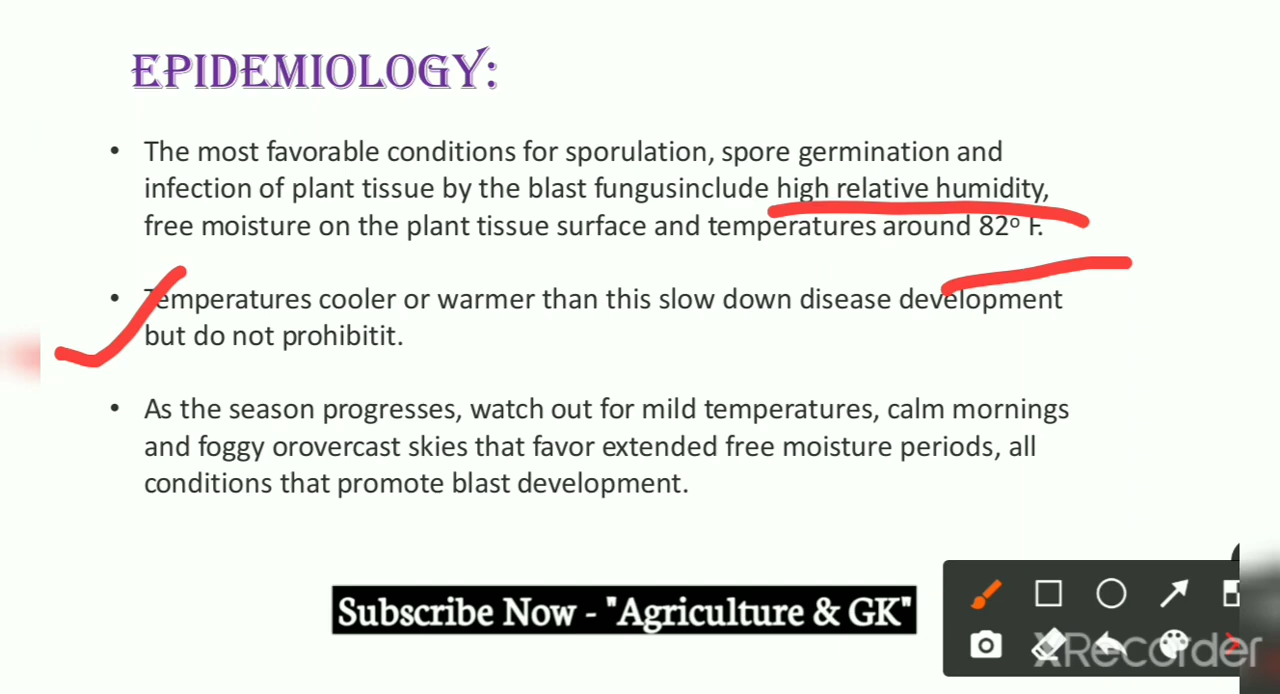 EPIDEMIOLOGY:
• The most favorable conditions for sporulation, spore germination and
infection of plant tissue by the blast fungusinclude high relative humidity,
free moisture on the plant tissue surface and temperatures around 82° F.
• Temperatures cooler or warmer than this slow down disease development
but do not prohibitit.
• As the season progresses, watch out for mild temperatures, calm mornings
and foggy orovercast skies that favor extended free moisture periods, all
conditions that promote blast development.
Subscribe Now - "Agriculture & GK"
XRecorder